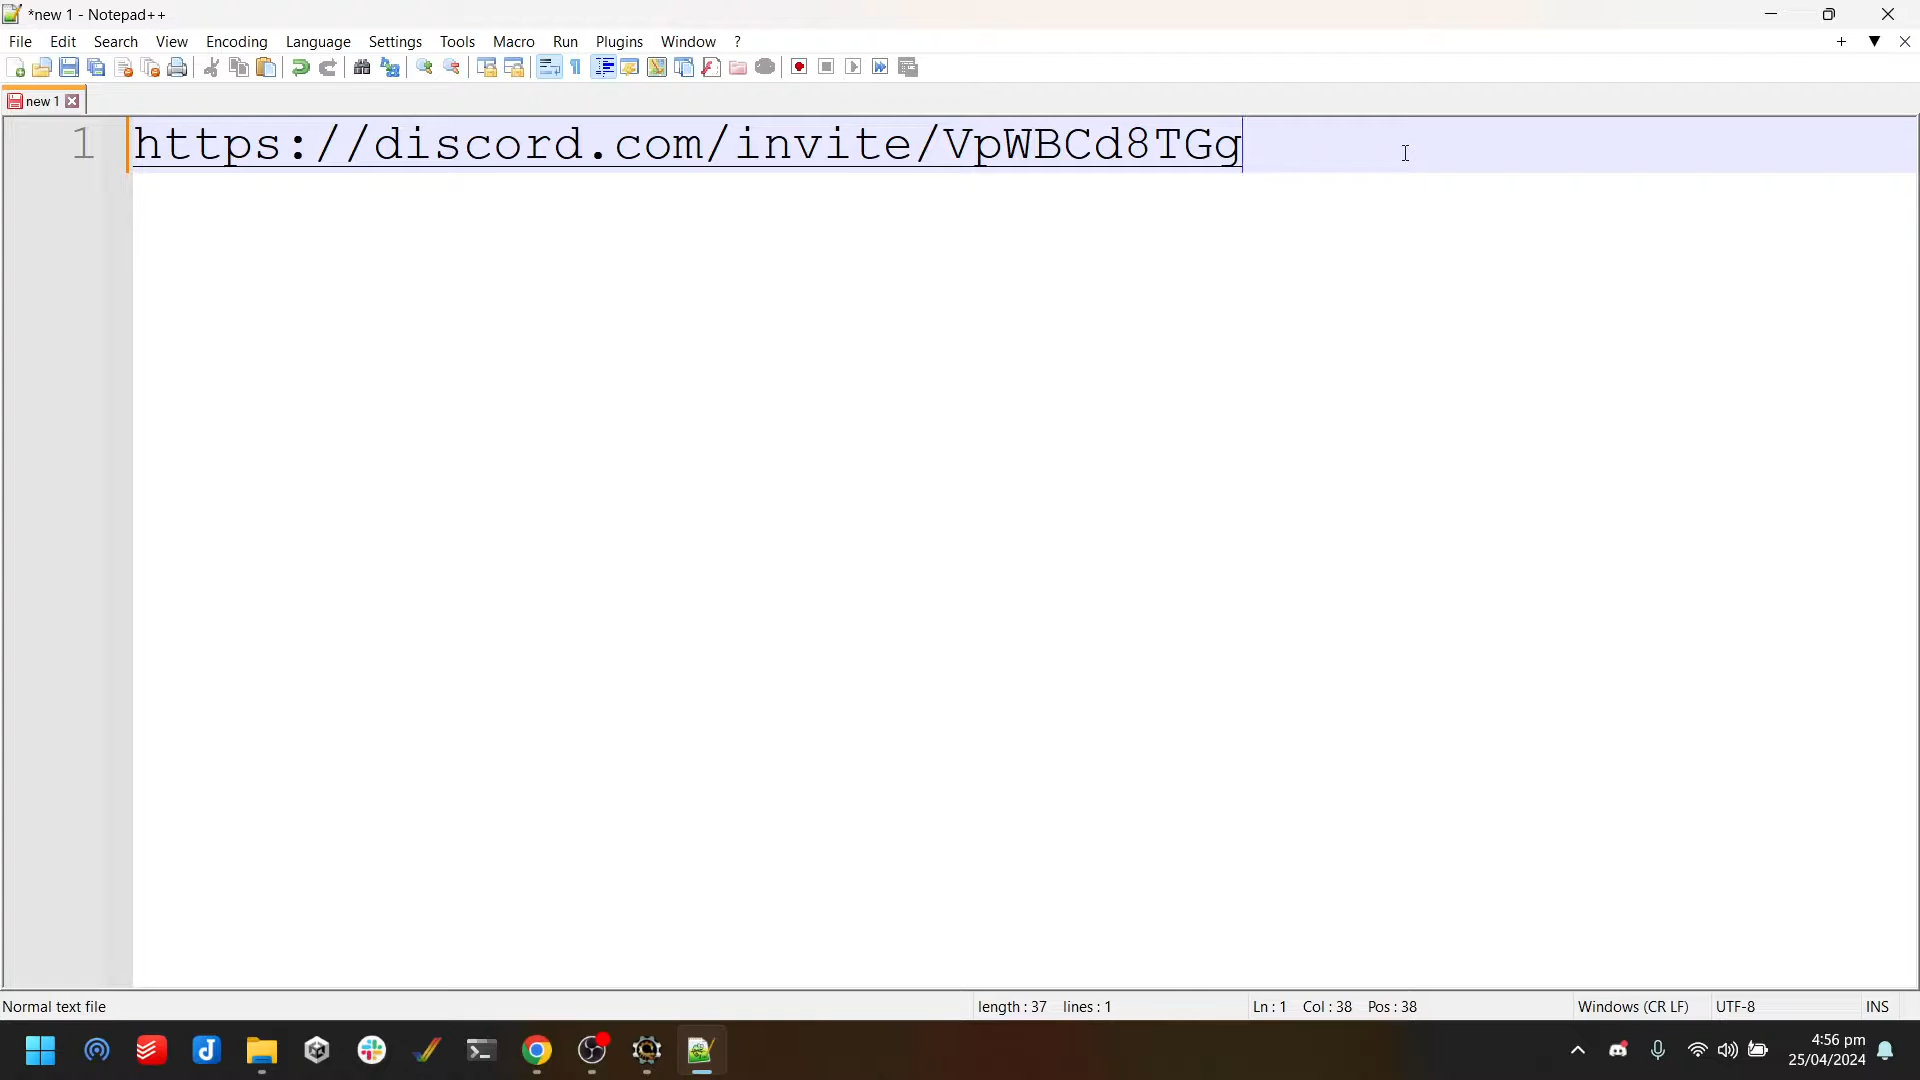 *new 1 - Notepad++
File Edit Search View Encoding Language Settings Tools Macro Run Plugins Window ?
new 1
1 https://discord.com/invite/VpWBCd8TGg
Normal text file length : 37 lines : 1 Ln : 1 Col : 38 Pos : 38 Windows (CR LF) UTF-8 INS
4:56 pm
25/04/2024